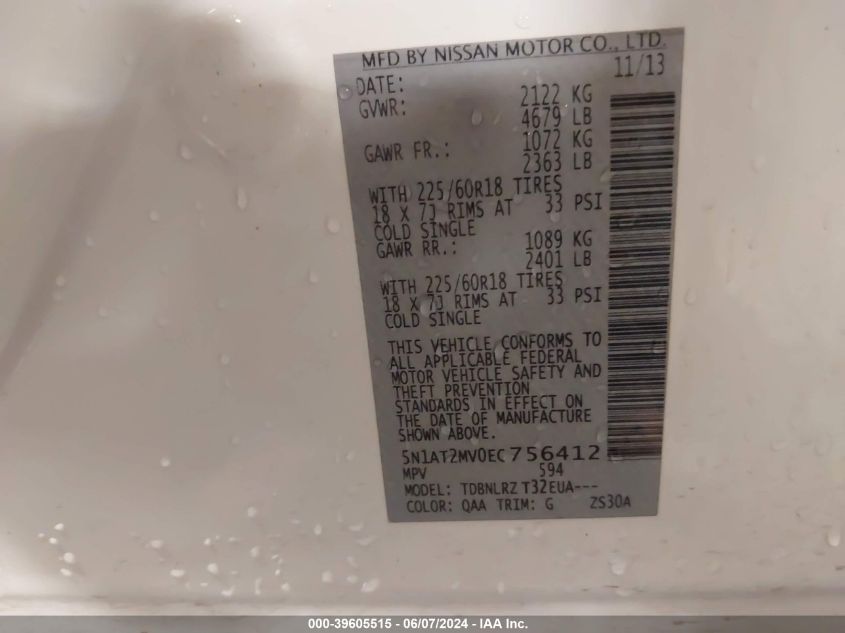 MFD BY NISSAN MOTOR CO., LTD.
DATE: 11/13
GVWR: 2122 KG
4679 LB
GAWR FR.: 1072 KG
2363 LB
WITH 225/60R18 TIRES
18 X 7J RIMS AT 33 PSI
COLD SINGLE
GAWR RR.: 1089 KG
2401 LB
WITH 225/60R18 TIRES
18 X 7J RIMS AT 33 PSI
COLD SINGLE
THIS VEHICLE CONFORMS TO
ALL APPLICABLE FEDERAL
MOTOR VEHICLE SAFETY AND
THEFT PREVENTION
STANDARDS IN EFFECT ON
THE DATE OF MANUFACTURE
SHOWN ABOVE.
5N1AT2MV0EC756412
MPV 594
MODEL: TDBNLRZ T32EUA---
COLOR: QAA TRIM: G ZS30A
000-39605515 - 06/07/2024 - IAA Inc.